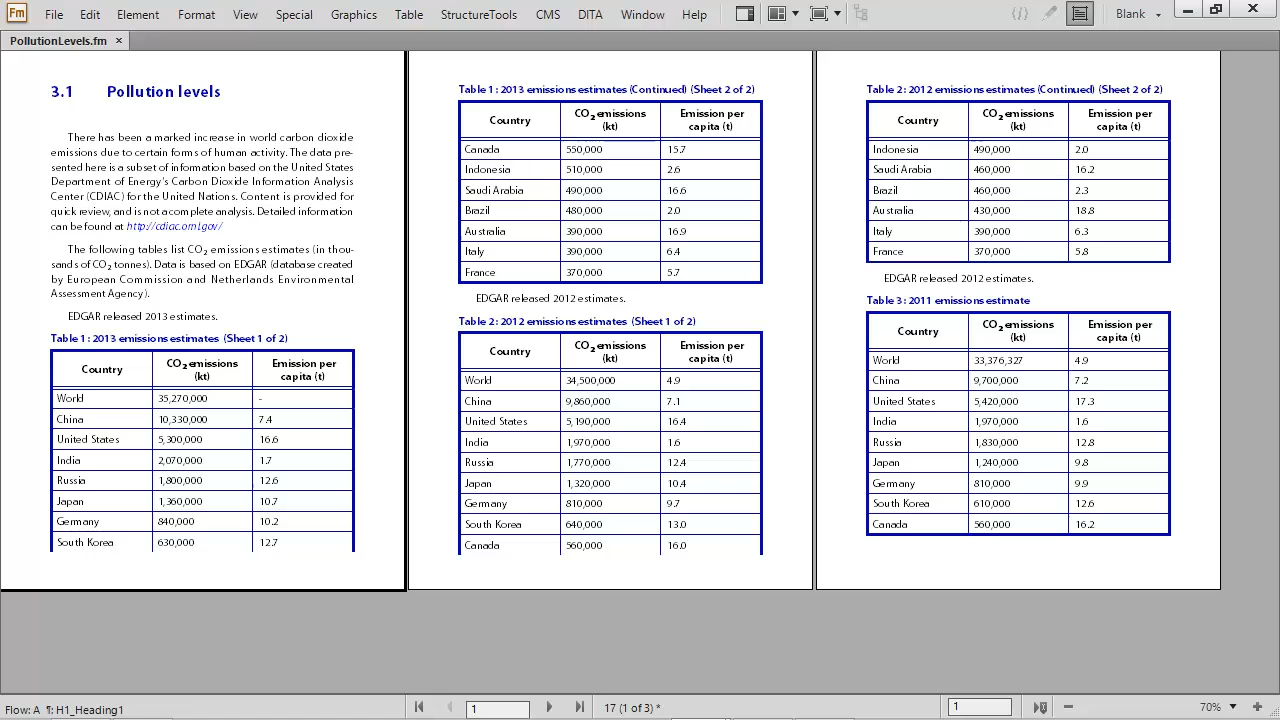 Fm File Edit Element Format View Special Graphics Table StructureTools CMS DITA Window Help Blank
PollutionLevels.fm ×
3.1 Pollution levels
There has been a marked increase in world carbon dioxide
emissions due to certain forms of human activity. The data pre-
sented here is a subset of information based on the United States
Department of Energy's Carbon Dioxide Information Analysis
Center (CDIAC) for the United Nations. Content is provided for
quick review, and is not a complete analysis. Detailed information
can be found at http://cdiac.ornl.gov/
The following tables list CO₂ emissions estimates (in thou-
sands of CO₂ tonnes). Data is based on EDGAR (database created
by European Commission and Netherlands Environmental
Assessment Agency).
EDGAR released 2013 estimates.
Table 1: 2013 emissions estimates (Sheet 1 of 2)
Country CO₂ emissions (kt) Emission per capita (t)
World 35,270,000 -
China 10,330,000 7.4
United States 5,300,000 16.6
India 2,070,000 1.7
Russia 1,800,000 12.6
Japan 1,360,000 10.7
Germany 840,000 10.2
South Korea 630,000 12.7
Table 1: 2013 emissions estimates (Continued) (Sheet 2 of 2)
Country CO₂ emissions (kt) Emission per capita (t)
Canada 550,000 15.7
Indonesia 510,000 2.6
Saudi Arabia 490,000 16.6
Brazil 480,000 2.0
Australia 390,000 16.9
Italy 390,000 6.4
France 370,000 5.7
EDGAR released 2012 estimates.
Table 2: 2012 emissions estimates (Sheet 1 of 2)
Country CO₂ emissions (kt) Emission per capita (t)
World 34,500,000 4.9
China 9,860,000 7.1
United States 5,190,000 16.4
India 1,970,000 1.6
Russia 1,770,000 12.4
Japan 1,320,000 10.4
Germany 810,000 9.7
South Korea 640,000 13.0
Canada 560,000 16.0
Table 2: 2012 emissions estimates (Continued) (Sheet 2 of 2)
Country CO₂ emissions (kt) Emission per capita (t)
Indonesia 490,000 2.0
Saudi Arabia 460,000 16.2
Brazil 460,000 2.3
Australia 430,000 18.8
Italy 390,000 6.3
France 370,000 5.8
EDGAR released 2012 estimates.
Table 3: 2011 emissions estimate
Country CO₂ emissions (kt) Emission per capita (t)
World 33,376,327 4.9
China 9,700,000 7.2
United States 5,420,000 17.3
India 1,970,000 1.6
Russia 1,830,000 12.8
Japan 1,240,000 9.8
Germany 810,000 9.9
South Korea 610,000 12.6
Canada 560,000 16.2
Flow: A ¶: H1_Heading1 1 17 (1 of 3) * 1 70%